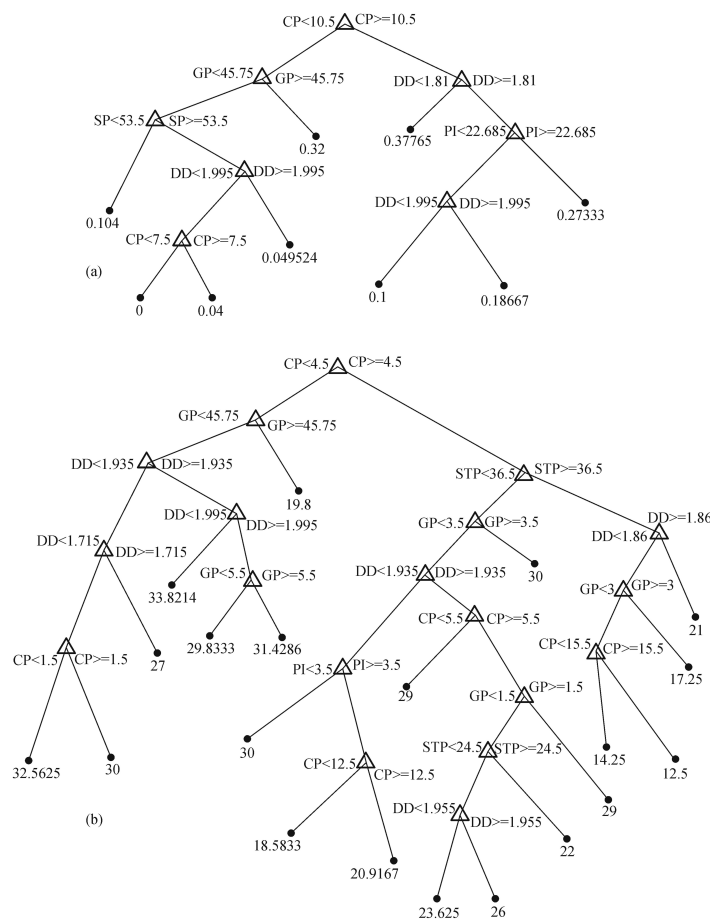 CP<10.5 CP>=10.5
GP<45.75 GP>=45.75
DD<1.81 DD>=1.81
SP<53.5 SP>=53.5
0.32
0.37765
PI<22.685 PI>=22.685
DD<1.995 DD>=1.995
DD<1.995 DD>=1.995
0.104
0.27333
CP<7.5 CP>=7.5
0.049524
(a)
0
0.04
0.1
0.18667
CP<4.5 CP>=4.5
GP<45.75 GP>=45.75
DD<1.935 DD>=1.935
STP<36.5 STP>=36.5
19.8
DD<1.995 DD>=1.995
GP<3.5 GP>=3.5
DD<1.86 DD>=1.86
DD<1.715 DD>=1.715
33.8214
GP<5.5 GP>=5.5
30
DD<1.935 DD>=1.935
GP<3 GP>=3
29.8333
31.4286
CP<5.5 CP>=5.5
21
CP<1.5 CP>=1.5
27
PI<3.5 PI>=3.5
29
CP<15.5 CP>=15.5
17.25
GP<1.5 GP>=1.5
32.5625
30
30
CP<12.5 CP>=12.5
STP<24.5 STP>=24.5
14.25
12.5
(b)
18.5833
20.9167
DD<1.955 DD>=1.955
29
22
23.625
26